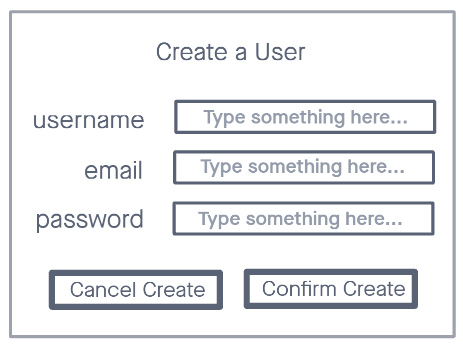 Create a User
username Type something here...
email Type something here...
password Type something here...
Cancel Create Confirm Create